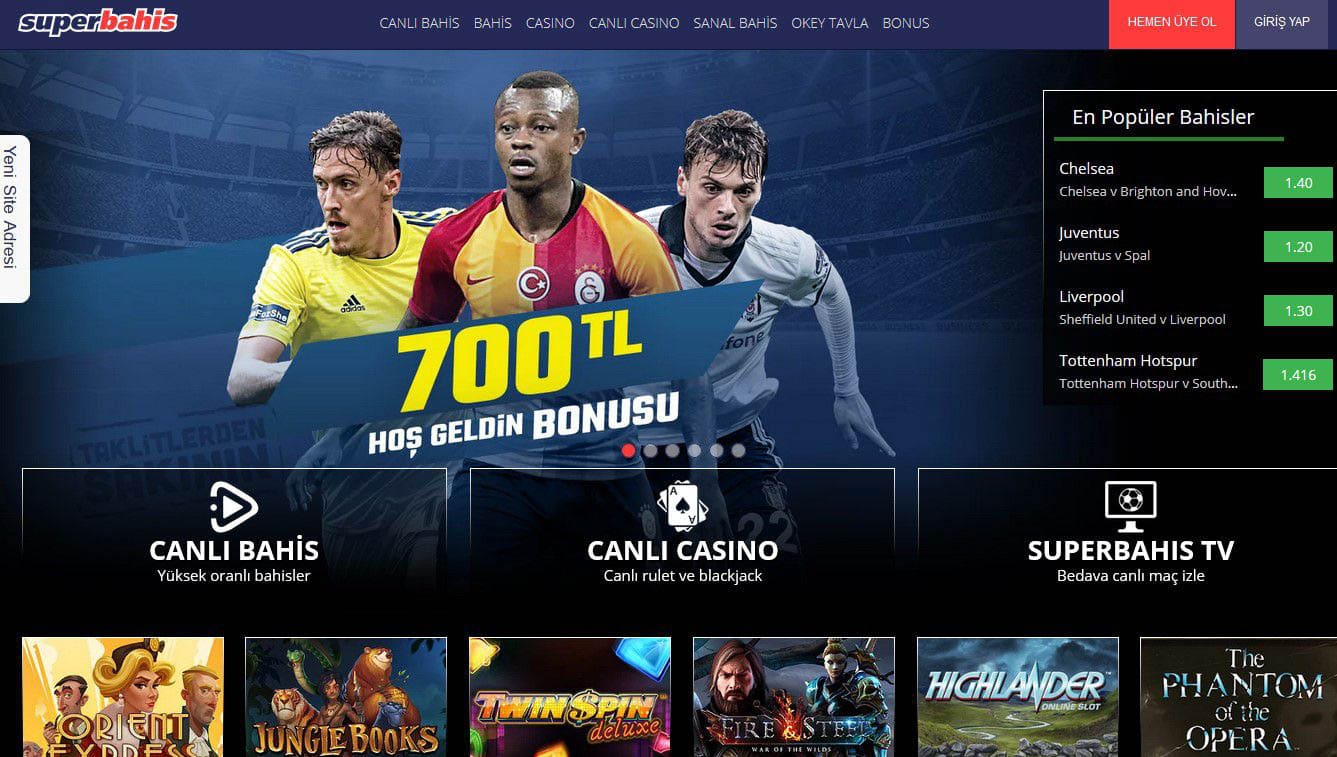 superbahis
CANLI BAHİS BAHİS CASINO CANLI CASINO SANAL BAHİS OKEY TAVLA BONUS
HEMEN ÜYE OL
GİRİŞ YAP
Yeni Site Adresi
adidas
700 TL
HOŞ GELDİN BONUSU
TAKLİTLERDEN
SAKININ
22
En Popüler Bahisler
Chelsea
Chelsea v Brighton and Hov...
1.40
Juventus
Juventus v Spal
1.20
Liverpool
Sheffield United v Liverpool
1.30
Tottenham Hotspur
Tottenham Hotspur v South...
1.416
CANLI BAHİS
Yüksek oranlı bahisler
CANLI CASINO
Canlı rulet ve blackjack
SUPERBAHIS TV
Bedava canlı maç izle
ORIENT
EXPRESS
JUNGLE BOOKS
TWIN$PIN
deluxe
FIRE & STEEL
WAR OF THE WILDS
HIGHLANDER
ONLINE SLOT
The
PHANTOM
of the
OPERA